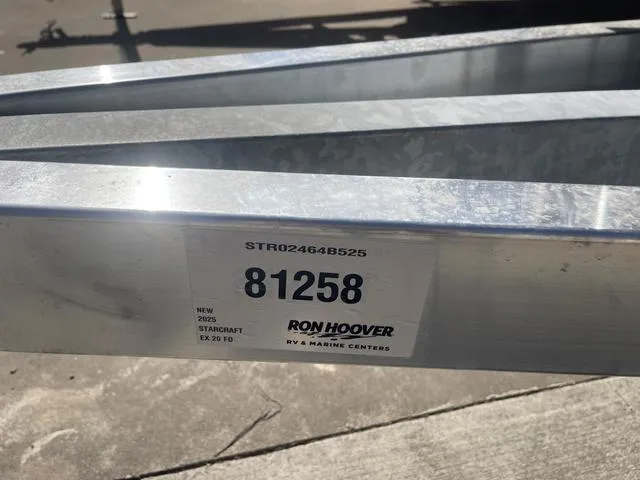 STR02464B525
81258
NEW
2025
STARCRAFT
EX 20 FD
RON HOOVER
RV & MARINE CENTERS